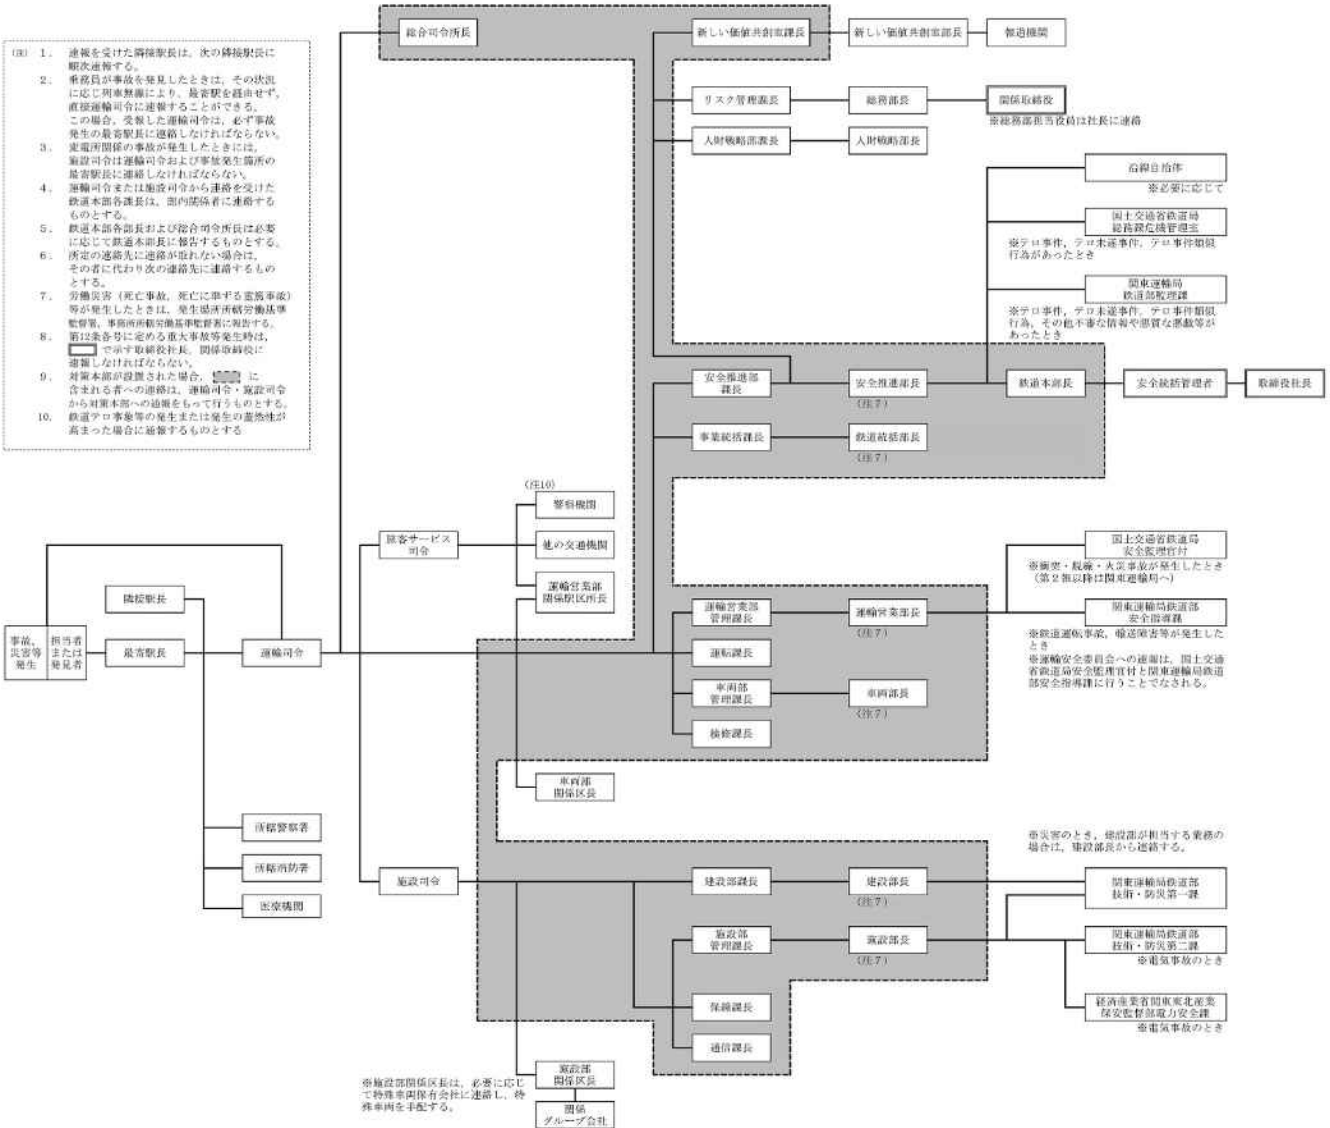 (注) 1. 速報を受けた隣接駅長は、次の隣接駅長に
順次速報する。
2. 乗務員が事故を発見したときは、その状況
に応じ列車無線により、最寄駅を経由せず、
直接運輸司令に速報することができる。
この場合、受報した運輸司令は、必ず事故
発生の最寄駅長に連絡しなければならない。
3. 変電所関係の事故が発生したときには、
施設司令は運輸司令および事故発生箇所の
最寄駅長に連絡しなければならない。
4. 運輸司令または施設司令から連絡を受けた
鉄道本部各課長は、部内関係者に連絡する
ものとする。
5. 鉄道本部各部長および総合司令所長は必要
に応じて鉄道本部長に報告するものとする。
6. 所定の連絡先に連絡が取れない場合は、
その者に代わり次の連絡先に連絡するもの
とする。
7. 労働災害(死亡事故、死亡に準ずる重篤事故)
等が発生したときは、発生場所所轄労働基準
監督署、事務所所轄労働基準監督署に報告する。
8. 第12条各号に定める重大事故等発生時は、
で示す取締役社長、関係取締役に
速報しなければならない。
9. 対策本部が設置された場合、 に
含まれる者への連絡は、運輸司令・施設司令
から対策本部への通報をもって行うものとする。
10. 鉄道テロ事象等の発生または発生の蓋然性が
高まった場合に通報するものとする
総合司令所長
新しい価値共創室課長
新しい価値共創室部長
報道機関
リスク管理課長
総務部長
関係取締役
※総務部担当役員は社長に連絡
人財戦略部課長
人財戦略部長
沿線自治体
※必要に応じて
国土交通省鉄道局
総務課危機管理室
※テロ事件、テロ未遂事件、テロ事件類似
行為があったとき
関東運輸局
鉄道部監理課
※テロ事件、テロ未遂事件、テロ事件類似
行為、その他不審な情報や悪質な悪戯等が
あったとき
安全推進部
課長
安全推進部長
(注7)
鉄道本部長
安全統括管理者
取締役社長
事業統括課長
鉄道統括部長
(注7)
(注10)
警察機関
旅客サービス
司令
他の交通機関
運輸営業部
関係駅区所長
国土交通省鉄道局
安全監理官付
※衝突・脱線・火災事故が発生したとき
(第2報以降は関東運輸局へ)
運輸営業部
管理課長
運輸営業部長
(注7)
関東運輸局鉄道部
安全指導課
※鉄道運転事故、輸送障害等が発生した
とき
※運輸安全委員会への速報は、国土交通
省鉄道局安全監理官付と関東運輸局鉄道
部安全指導課に行うことでなされる。
隣接駅長
事故、
災害等
発生
担当者
または
発見者
最寄駅長
運輸司令
運転課長
車両部
管理課長
車両部長
(注7)
検修課長
車両部
関係区長
所轄警察署
所轄消防署
医療機関
※災害のとき、建設部が担当する業務の
場合は、建設部長から連絡する。
施設司令
建設部課長
建設部長
(注7)
関東運輸局鉄道部
技術・防災第一課
施設部
管理課長
施設部長
(注7)
関東運輸局鉄道部
技術・防災第二課
※電気事故のとき
保線課長
経済産業省関東東北産業
保安監督部電力安全課
※電気事故のとき
通信課長
※施設部関係区長は、必要に応じ
て特殊車両保有会社に連絡し、特
殊車両を手配する。
施設部
関係区長
関係
グループ会社